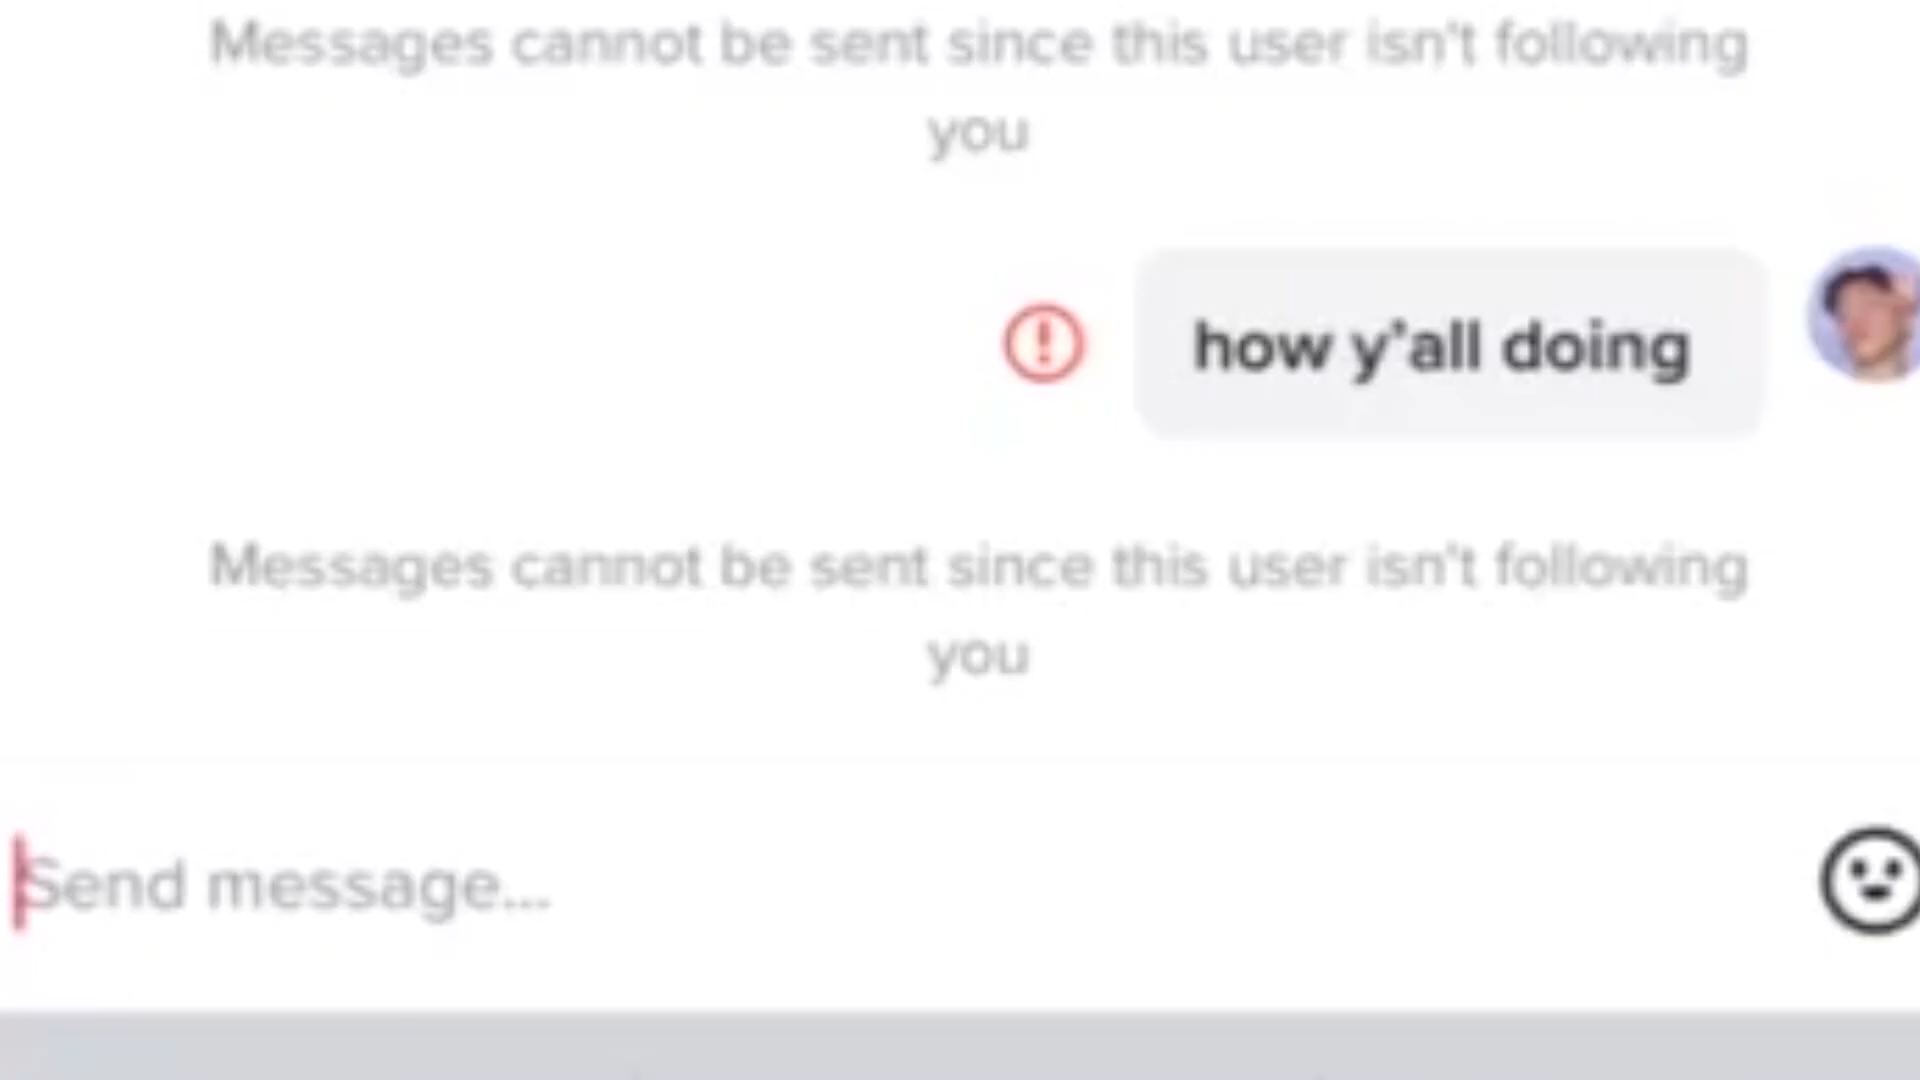 Messages cannot be sent since this user isn't following
you
how y'all doing
Messages cannot be sent since this user isn't following
you
Send message...